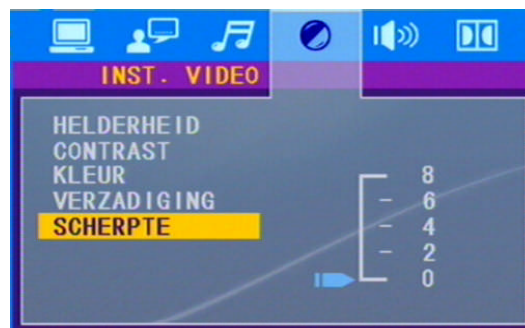 INST. VIDEO
HELDERHEID
CONTRAST
KLEUR
VERZADIGING
SCHERPTE
8
6
4
2
0